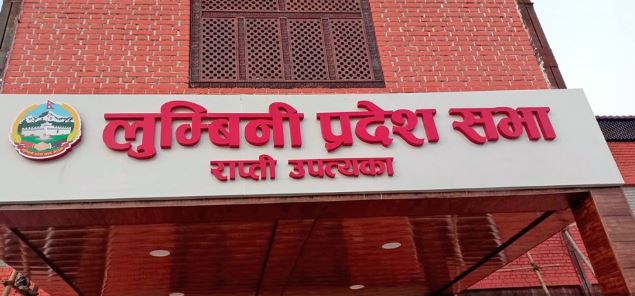 लुम्बिनी प्रदेश सभा
राप्ती उपत्यका